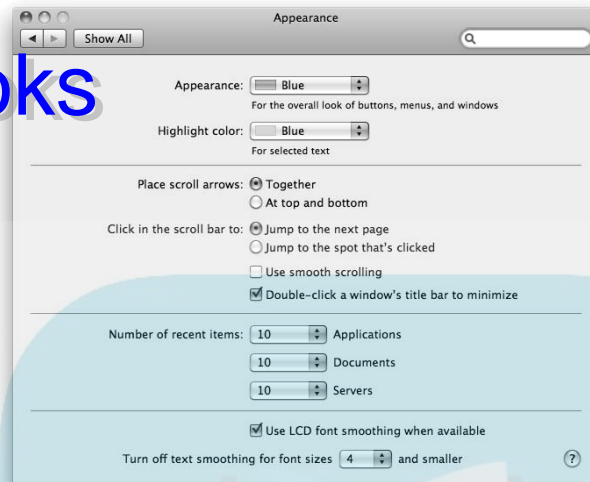 Appearance
Show All
oks
Appearance: Blue
For the overall look of buttons, menus, and windows
Highlight color: Blue
For selected text
Place scroll arrows: Together
At top and bottom
Click in the scroll bar to: Jump to the next page
Jump to the spot that's clicked
Use smooth scrolling
Double-click a window's title bar to minimize
Number of recent items: 10 Applications
10 Documents
10 Servers
Use LCD font smoothing when available
Turn off text smoothing for font sizes 4 and smaller ?